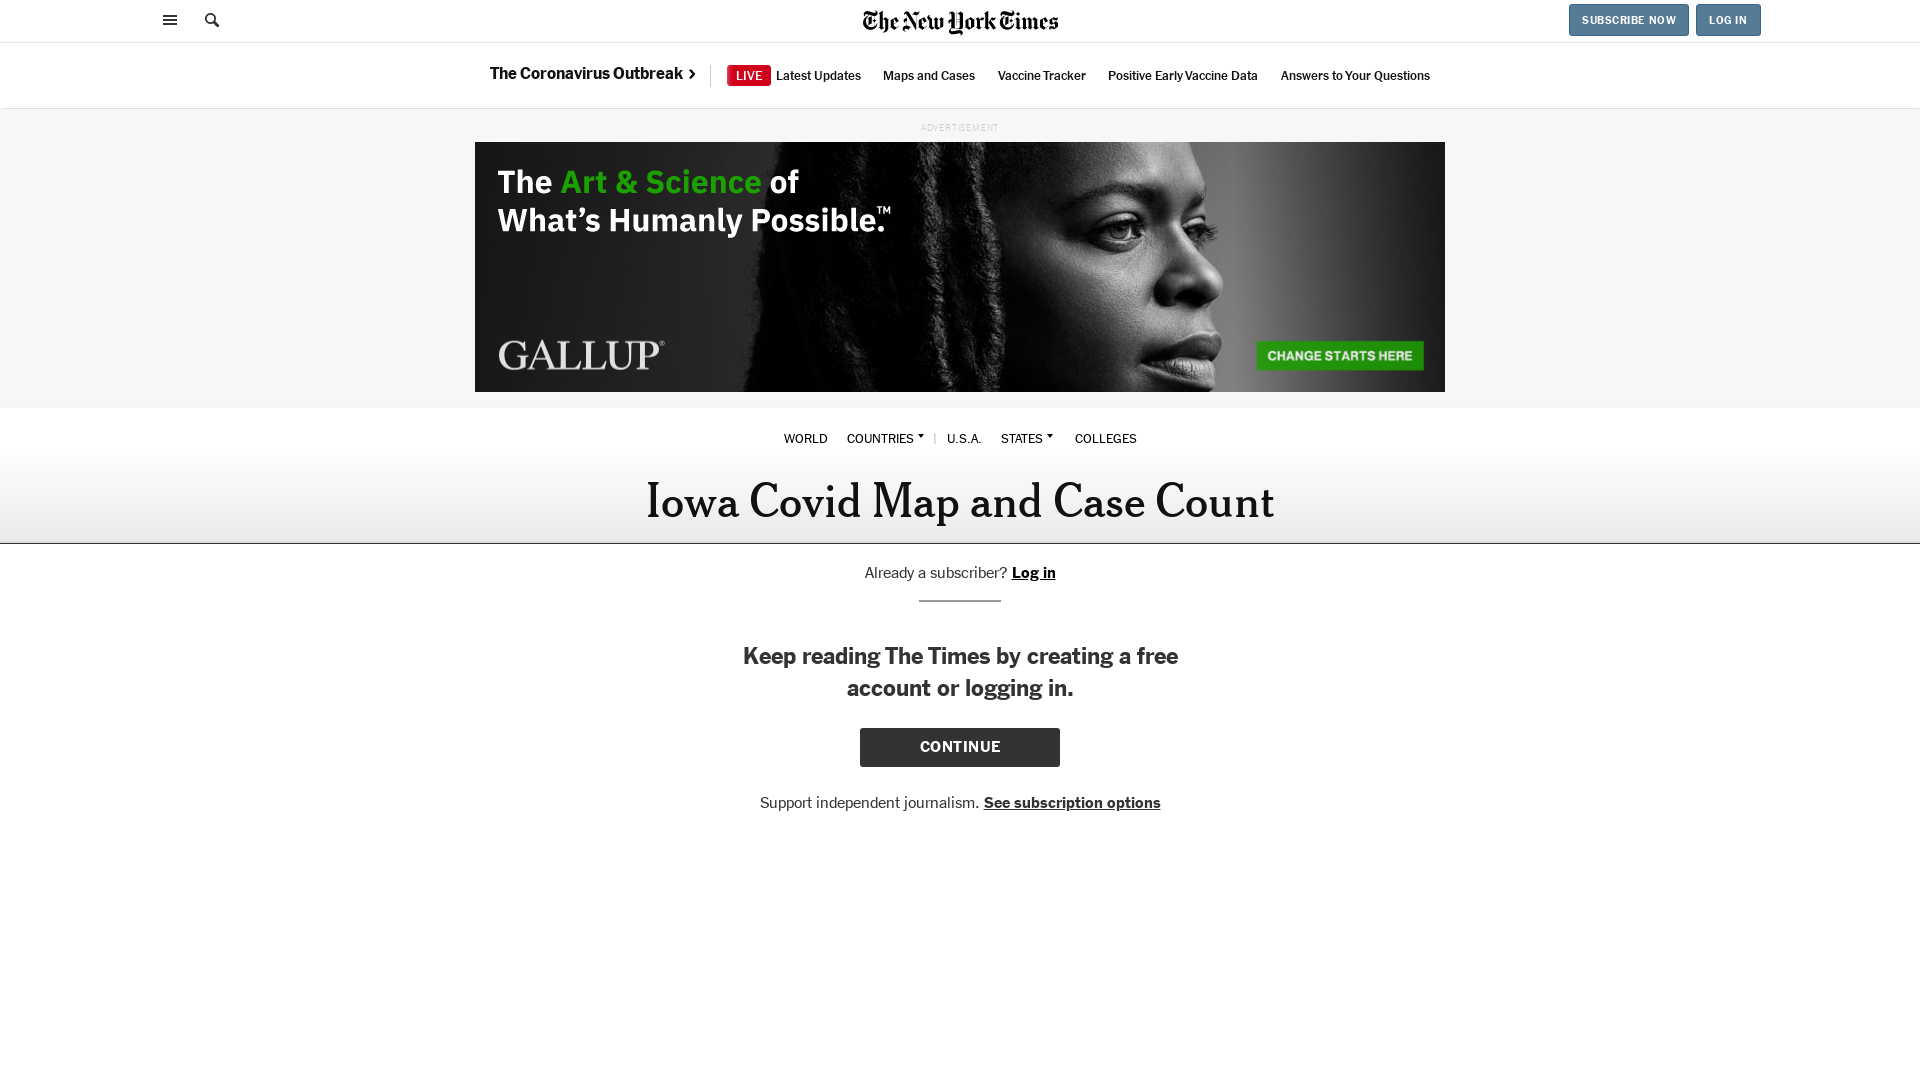 The New York Times
SUBSCRIBE NOW
LOG IN
The Coronavirus Outbreak ›
LIVE Latest Updates
Maps and Cases
Vaccine Tracker
Positive Early Vaccine Data
Answers to Your Questions
ADVERTISEMENT
The Art & Science of
What's Humanly Possible.™
GALLUP®
CHANGE STARTS HERE
WORLD
COUNTRIES
U.S.A.
STATES
COLLEGES
Iowa Covid Map and Case Count
Already a subscriber? Log in
Keep reading The Times by creating a free
account or logging in.
CONTINUE
Support independent journalism. See subscription options